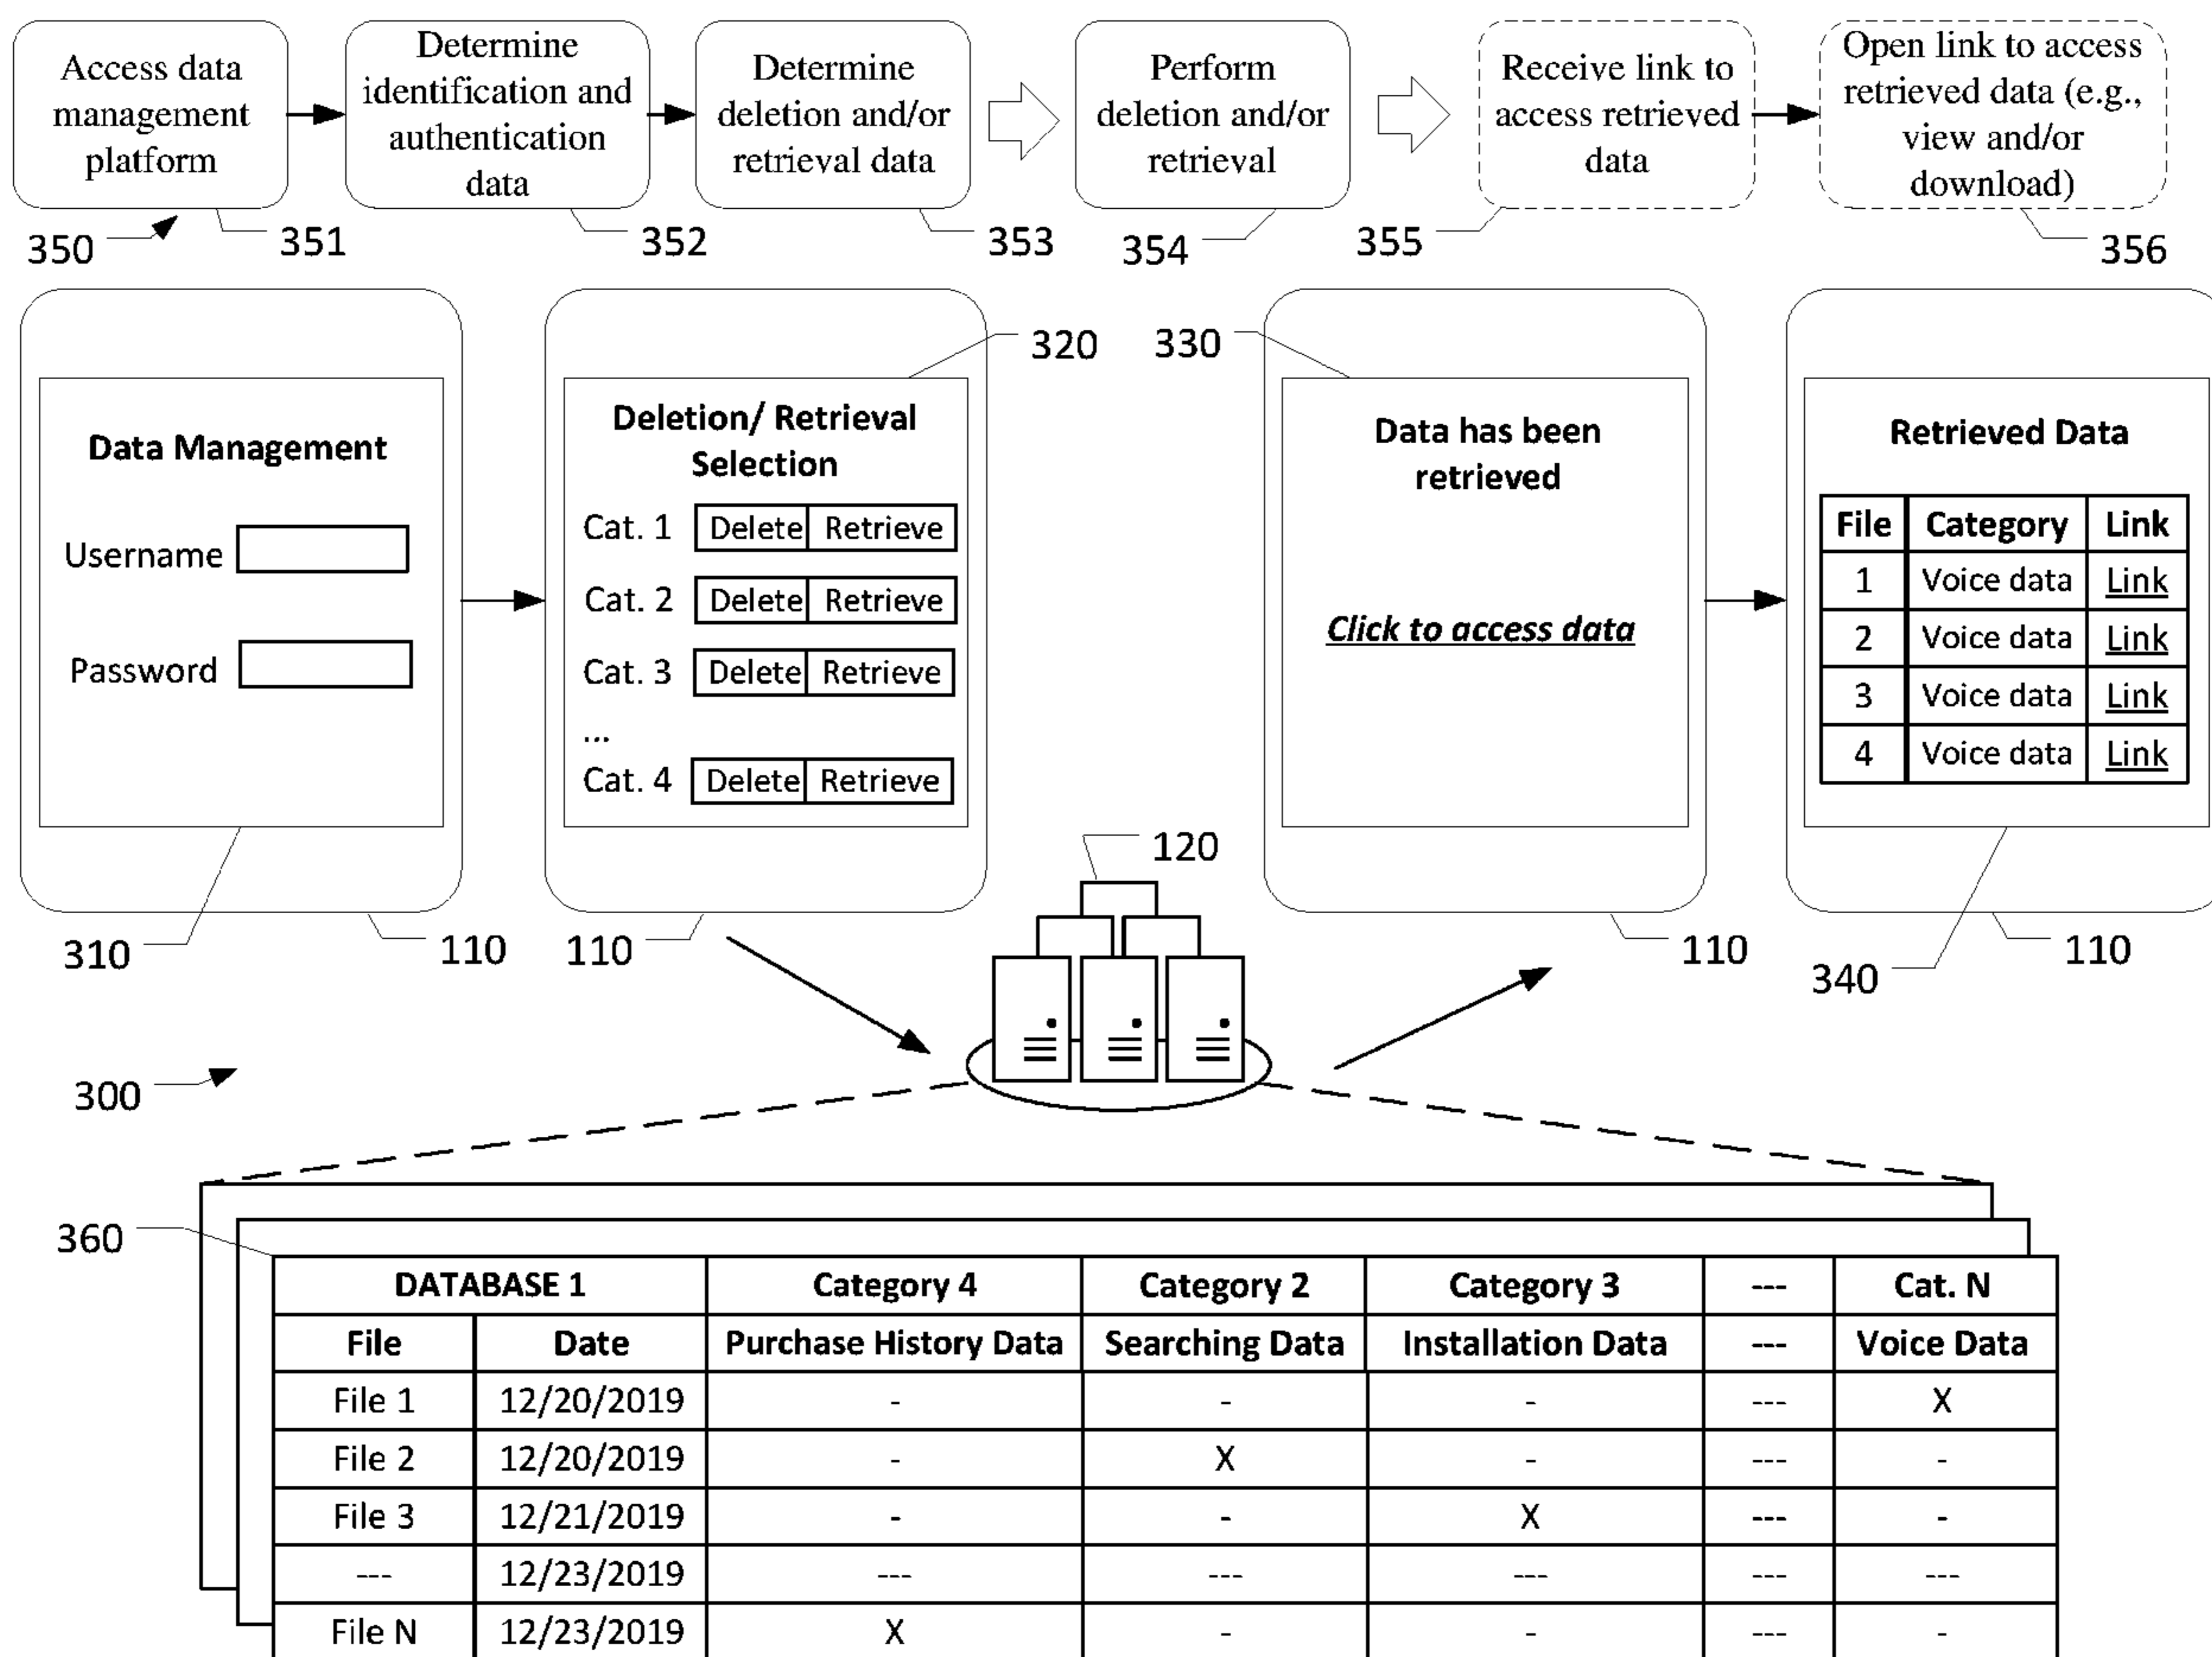 Access data
management
platform
Determine
identification and
authentication
data
Determine
deletion and/or
retrieval data
Perform
deletion and/or
retrieval
Receive link to
access retrieved
data
Open link to access
retrieved data (e.g.,
view and/or
download)
350
351
352
353
354
355
356
Data Management
Username
Password
310
110
320
Deletion/ Retrieval
Selection
Cat. 1 Delete Retrieve
Cat. 2 Delete Retrieve
Cat. 3 Delete Retrieve
...
Cat. 4 Delete Retrieve
110
330
Data has been
retrieved
Click to access data
110
Retrieved Data
File Category Link
1 Voice data Link
2 Voice data Link
3 Voice data Link
4 Voice data Link
340
110
120
300
360
DATABASE 1 Category 4 Category 2 Category 3 --- Cat. N
File Date Purchase History Data Searching Data Installation Data --- Voice Data
File 1 12/20/2019 - - - --- X
File 2 12/20/2019 - X - --- -
File 3 12/21/2019 - - X --- -
--- 12/23/2019 --- --- --- --- ---
File N 12/23/2019 X - - --- -